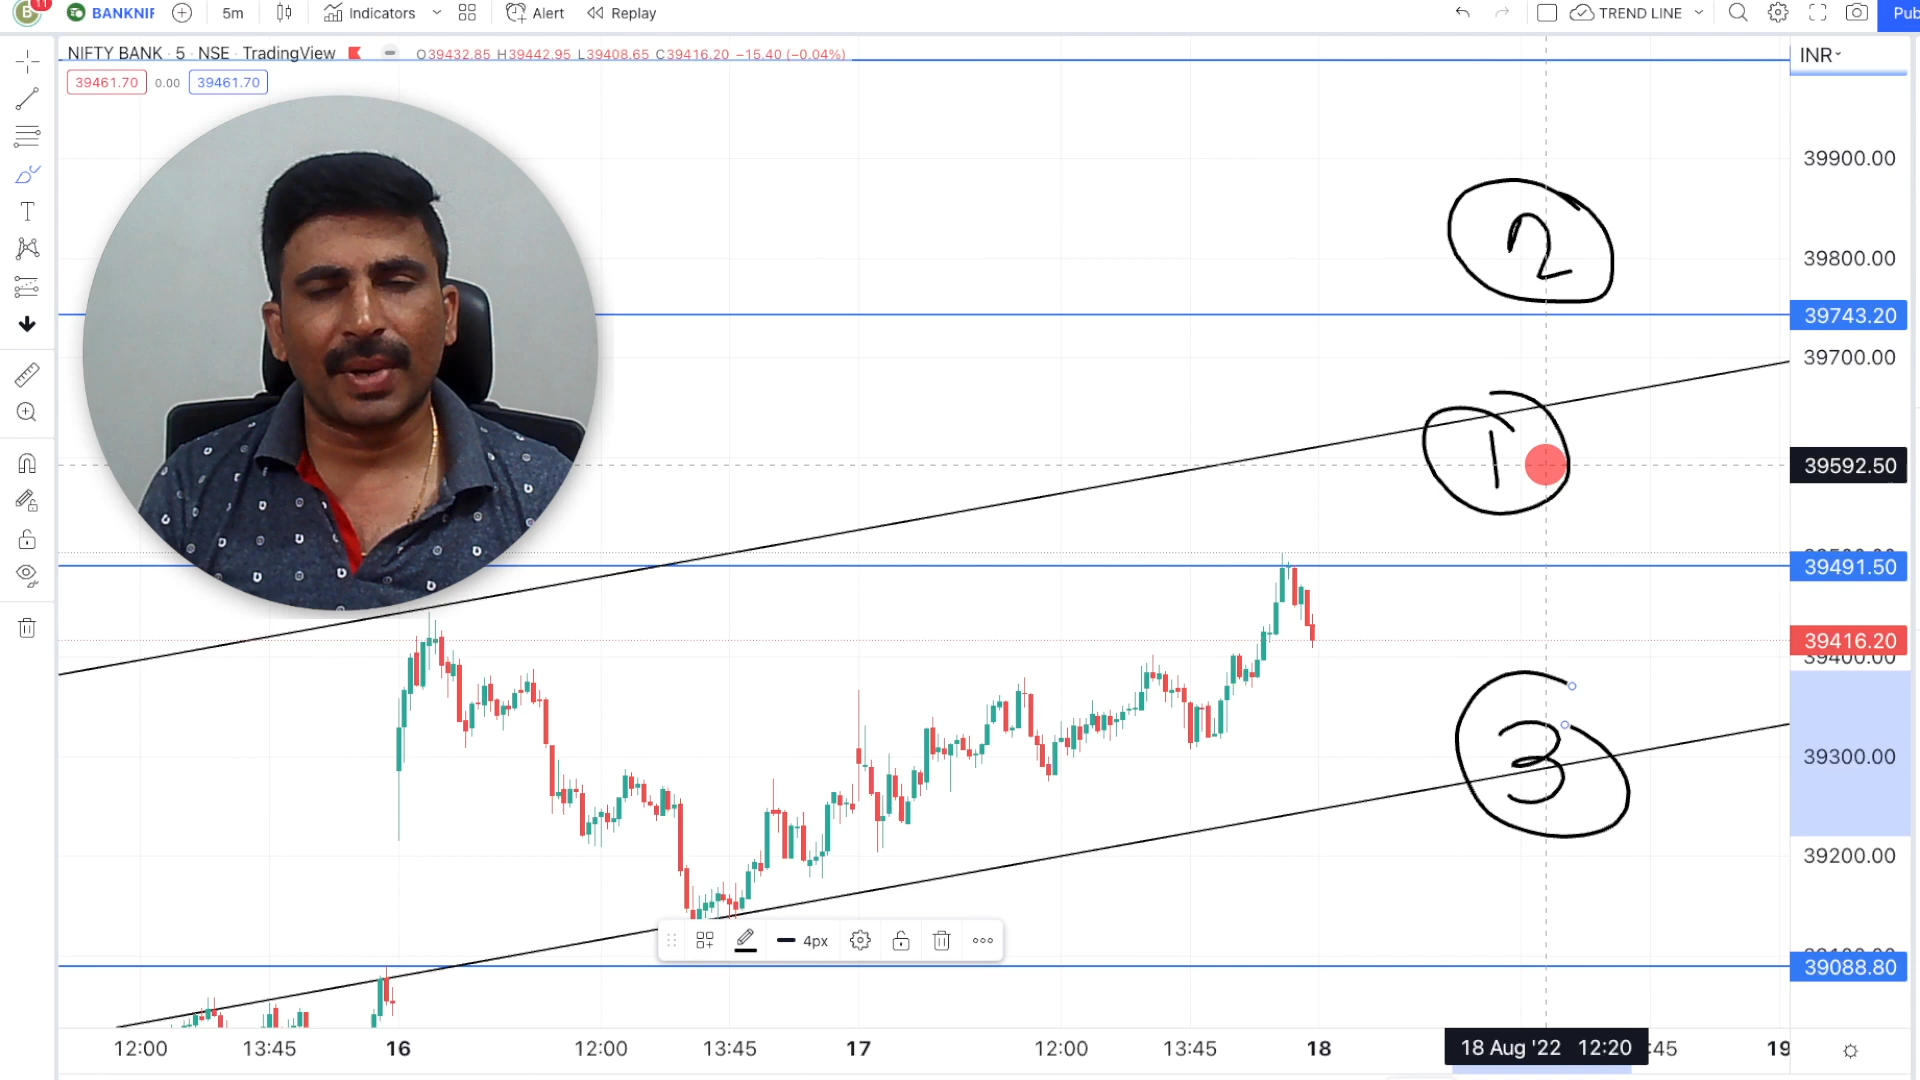 B 11 BANKNIF 5m Indicators Alert Replay TREND LINE Pub
NIFTY BANK · 5 · NSE · TradingView O39432.85 H39442.95 L39408.65 C39416.20 −15.40 (−0.04%) INR
39461.70 0.00 39461.70
39900.00
2
39800.00
39743.20
39700.00
1
39592.50
39491.50
39416.20
39400.00
3
39300.00
39200.00
4px
39088.80
12:00 13:45 16 12:00 13:45 17 12:00 13:45 18 18 Aug '22 12:20 :45 19